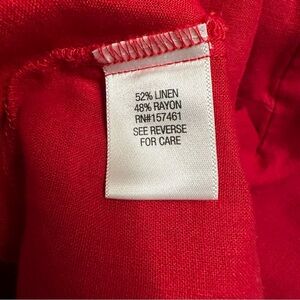 52% LINEN
48% RAYON
RN#157461
SEE REVERSE
FOR CARE